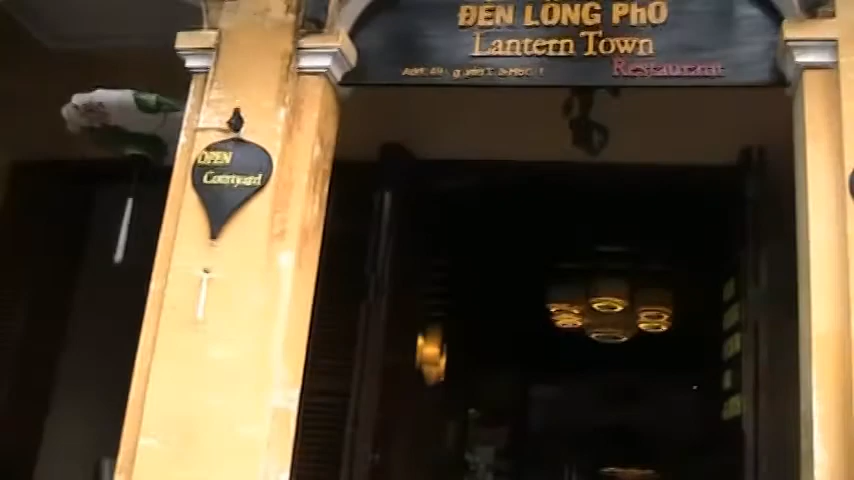 ĐÈN LỒNG PHỐ
Lantern Town
Restaurant
OPEN
Courtyard